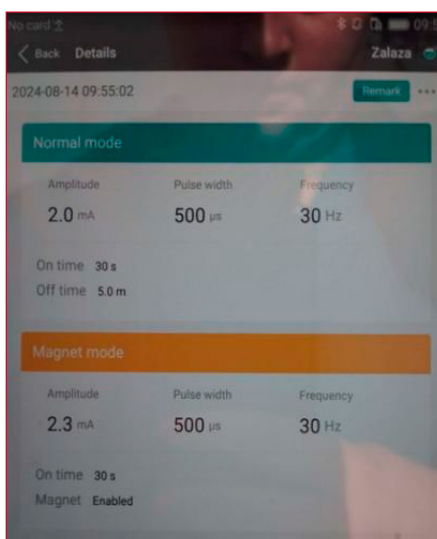 No card
09:5
Back Details Zalaza
2024-08-14 09:55:02 Remark
Normal mode
Amplitude Pulse width Frequency
2.0 mA 500 μs 30 Hz
On time 30 s
Off time 5.0 m
Magnet mode
Amplitude Pulse width Frequency
2.3 mA 500 μs 30 Hz
On time 30 s
Magnet Enabled